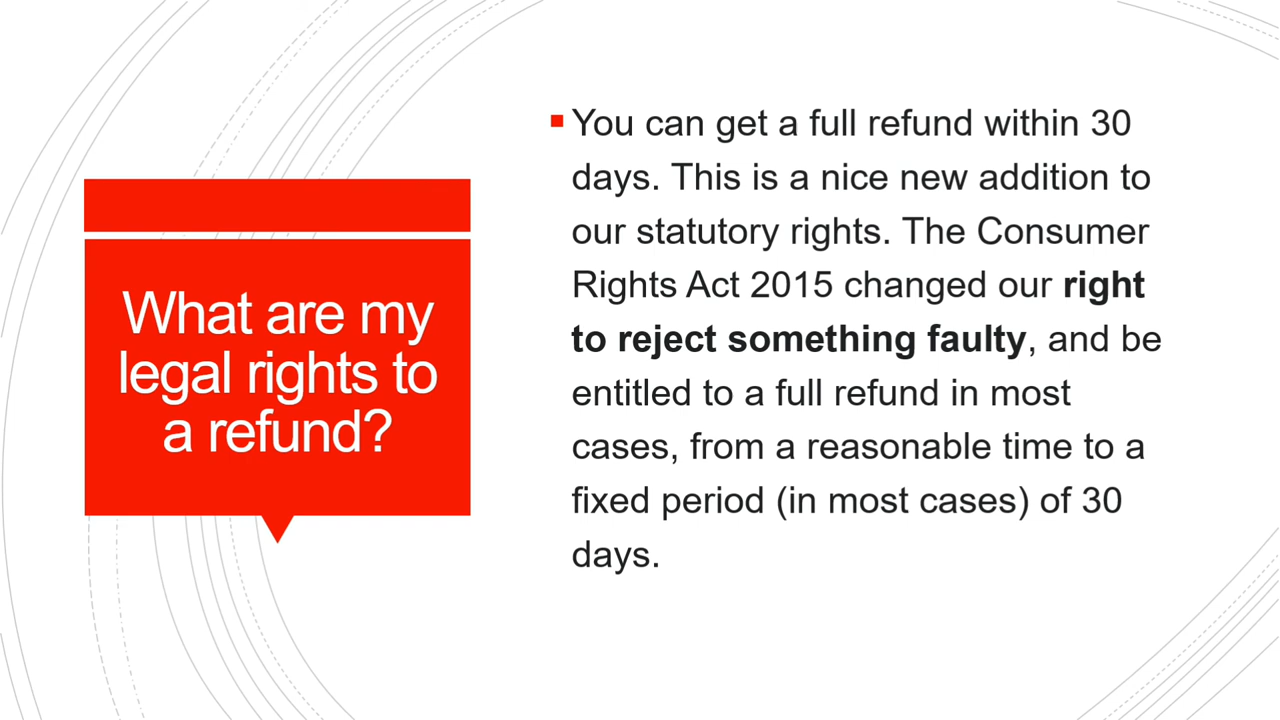 What are my
legal rights to
a refund?
You can get a full refund within 30
days. This is a nice new addition to
our statutory rights. The Consumer
Rights Act 2015 changed our right
to reject something faulty, and be
entitled to a full refund in most
cases, from a reasonable time to a
fixed period (in most cases) of 30
days.